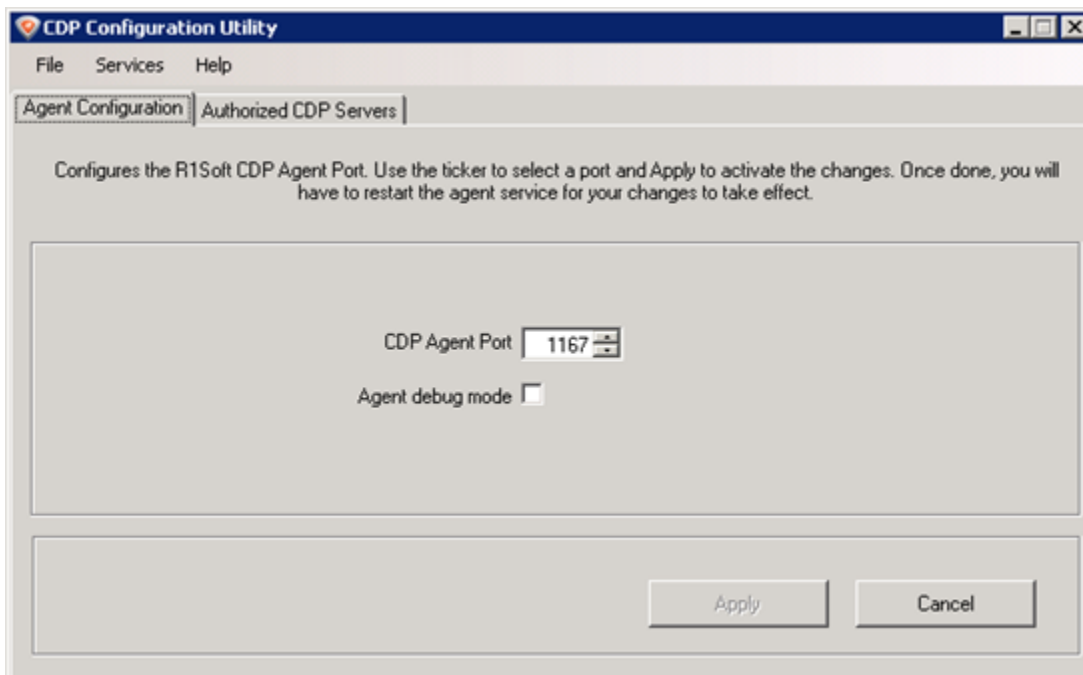 CDP Configuration Utility
File Services Help
Agent Configuration Authorized CDP Servers
Configures the R1Soft CDP Agent Port. Use the ticker to select a port and Apply to activate the changes. Once done, you will
have to restart the agent service for your changes to take effect.
CDP Agent Port 1167
Agent debug mode
Apply Cancel